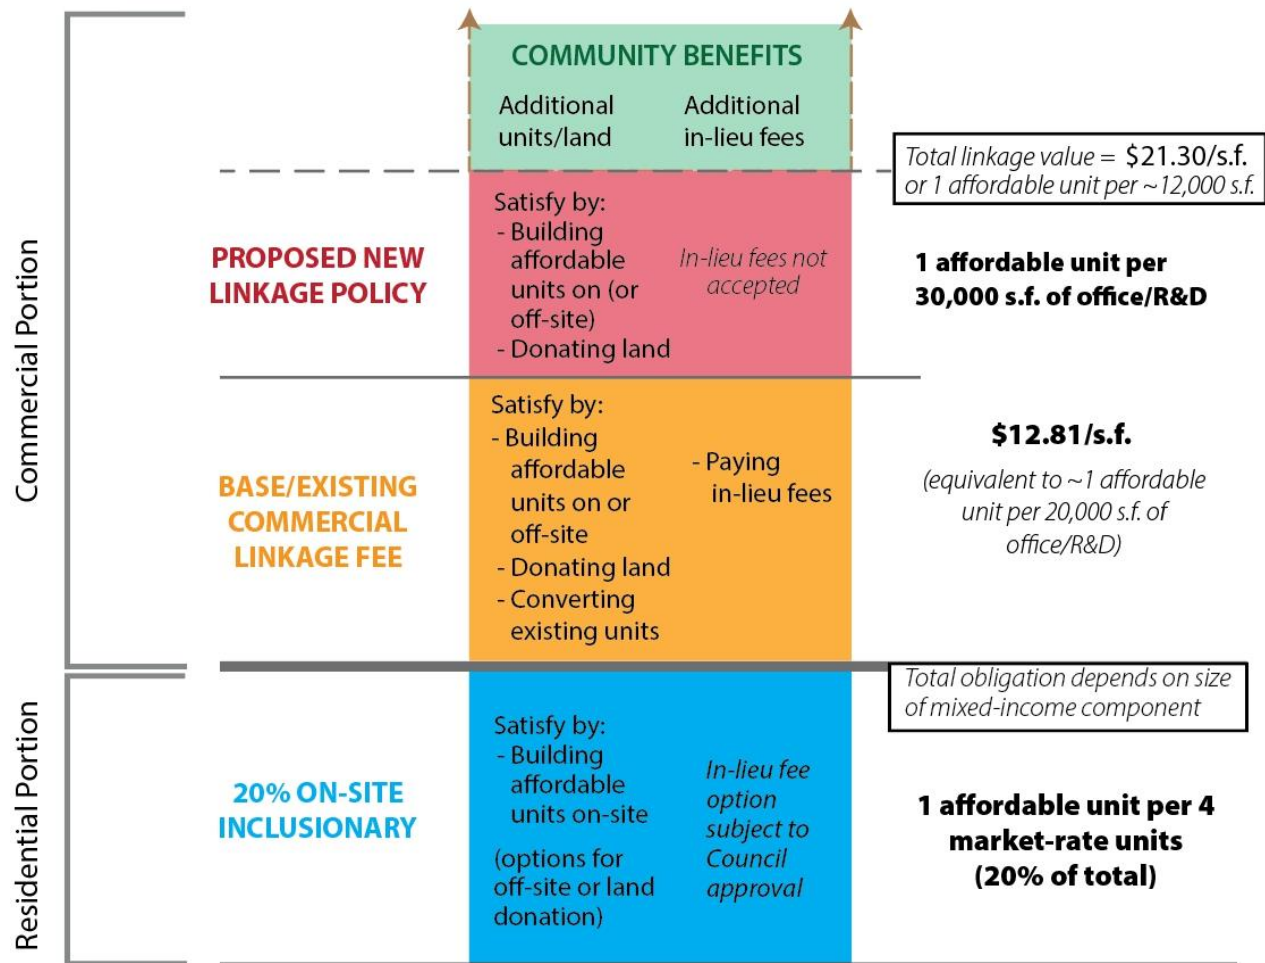 Commercial Portion
COMMUNITY BENEFITS
Additional
units/land
Additional
in-lieu fees
Total linkage value = $21.30/s.f.
or 1 affordable unit per ~12,000 s.f.
PROPOSED NEW
LINKAGE POLICY
Satisfy by:
- Building
affordable
units on (or
off-site)
- Donating land
In-lieu fees not
accepted
1 affordable unit per
30,000 s.f. of office/R&D
BASE/EXISTING
COMMERCIAL
LINKAGE FEE
Satisfy by:
- Building
affordable
units on or
off-site
- Donating land
- Converting
existing units
- Paying
in-lieu fees
$12.81/s.f.
(equivalent to ~1 affordable
unit per 20,000 s.f. of
office/R&D)
Residential Portion
Total obligation depends on size
of mixed-income component
20% ON-SITE
INCLUSIONARY
Satisfy by:
- Building
affordable
units on-site
(options for
off-site or land
donation)
In-lieu fee
option
subject to
Council
approval
1 affordable unit per 4
market-rate units
(20% of total)